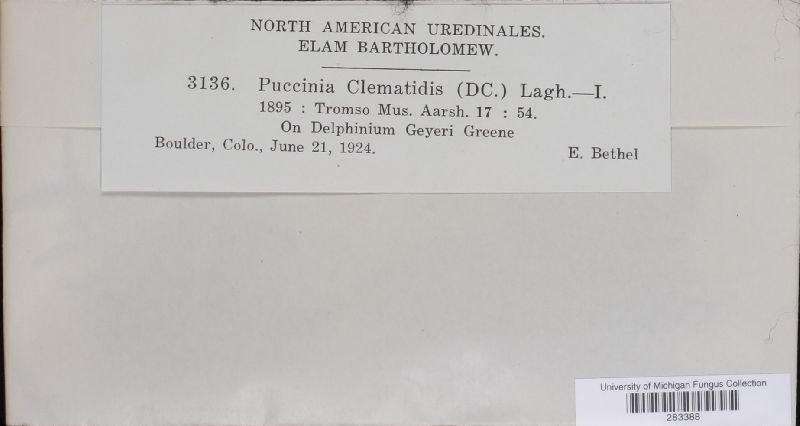 NORTH AMERICAN UREDINALES.
ELAM BARTHOLOMEW.
3136. Puccinia Clematidis (DC.) Lagh.—I.
1895 : Tromso Mus. Aarsh. 17 : 54.
On Delphinium Geyeri Greene
Boulder, Colo., June 21, 1924. E. Bethel
University of Michigan Fungus Collection
283388